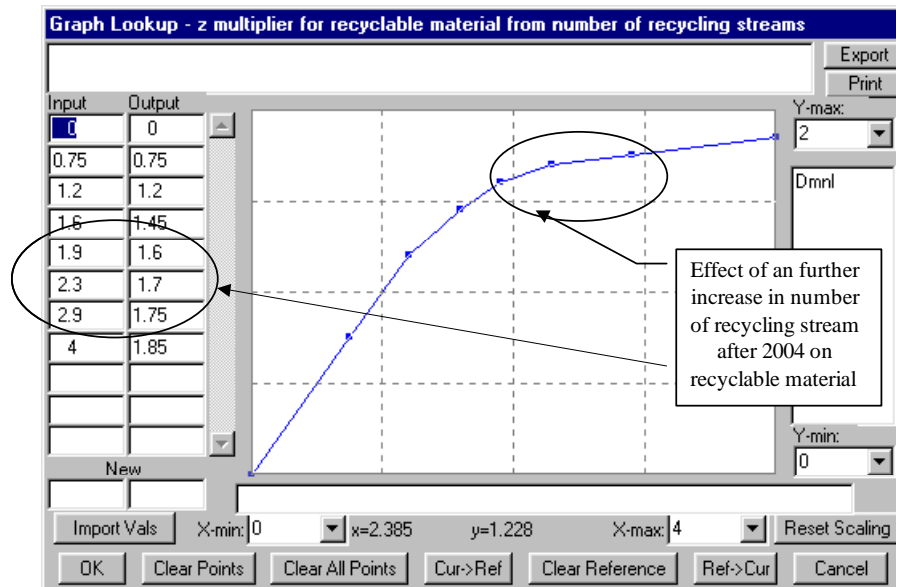 Graph Lookup - z multiplier for recyclable material from number of recycling streams
Export
Print
Input Output
0 0
0.75 0.75
1.2 1.2
1.6 1.45
1.9 1.6
2.3 1.7
2.9 1.75
4 1.85
New
Y-max:
2
Dmnl
Effect of an further
increase in number
of recycling stream
after 2004 on
recyclable material
Y-min:
0
Import Vals X-min: 0 x=2.385 y=1.228 X-max: 4 Reset Scaling
OK Clear Points Clear All Points Cur->Ref Clear Reference Ref->Cur Cancel